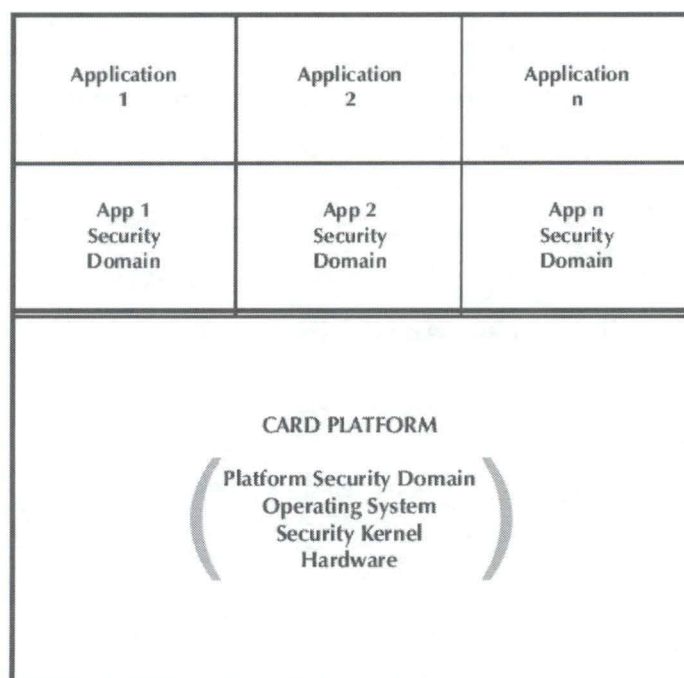 Application
1
Application
2
Application
n
App 1
Security
Domain
App 2
Security
Domain
App n
Security
Domain
CARD PLATFORM
Platform Security Domain
Operating System
Security Kernel
Hardware